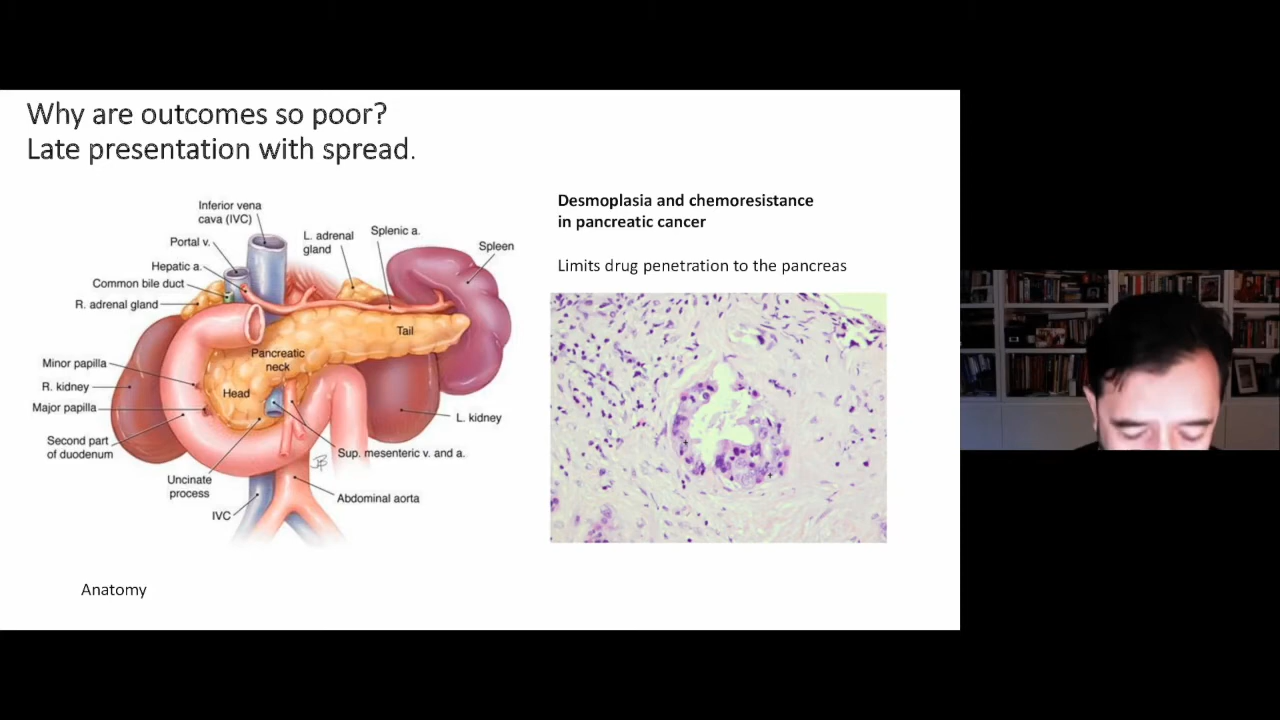 Why are outcomes so poor?
Late presentation with spread.
Inferior vena
cava (IVC)
Portal v.
Hepatic a.
Common bile duct
R. adrenal gland
L. adrenal
gland
Splenic a.
Spleen
Tail
Pancreatic
neck
Head
Minor papilla
R. kidney
Major papilla
Second part
of duodenum
Uncinate
process
IVC
L. kidney
Sup. mesenteric v. and a.
Abdominal aorta
Anatomy
Desmoplasia and chemoresistance
in pancreatic cancer
Limits drug penetration to the pancreas